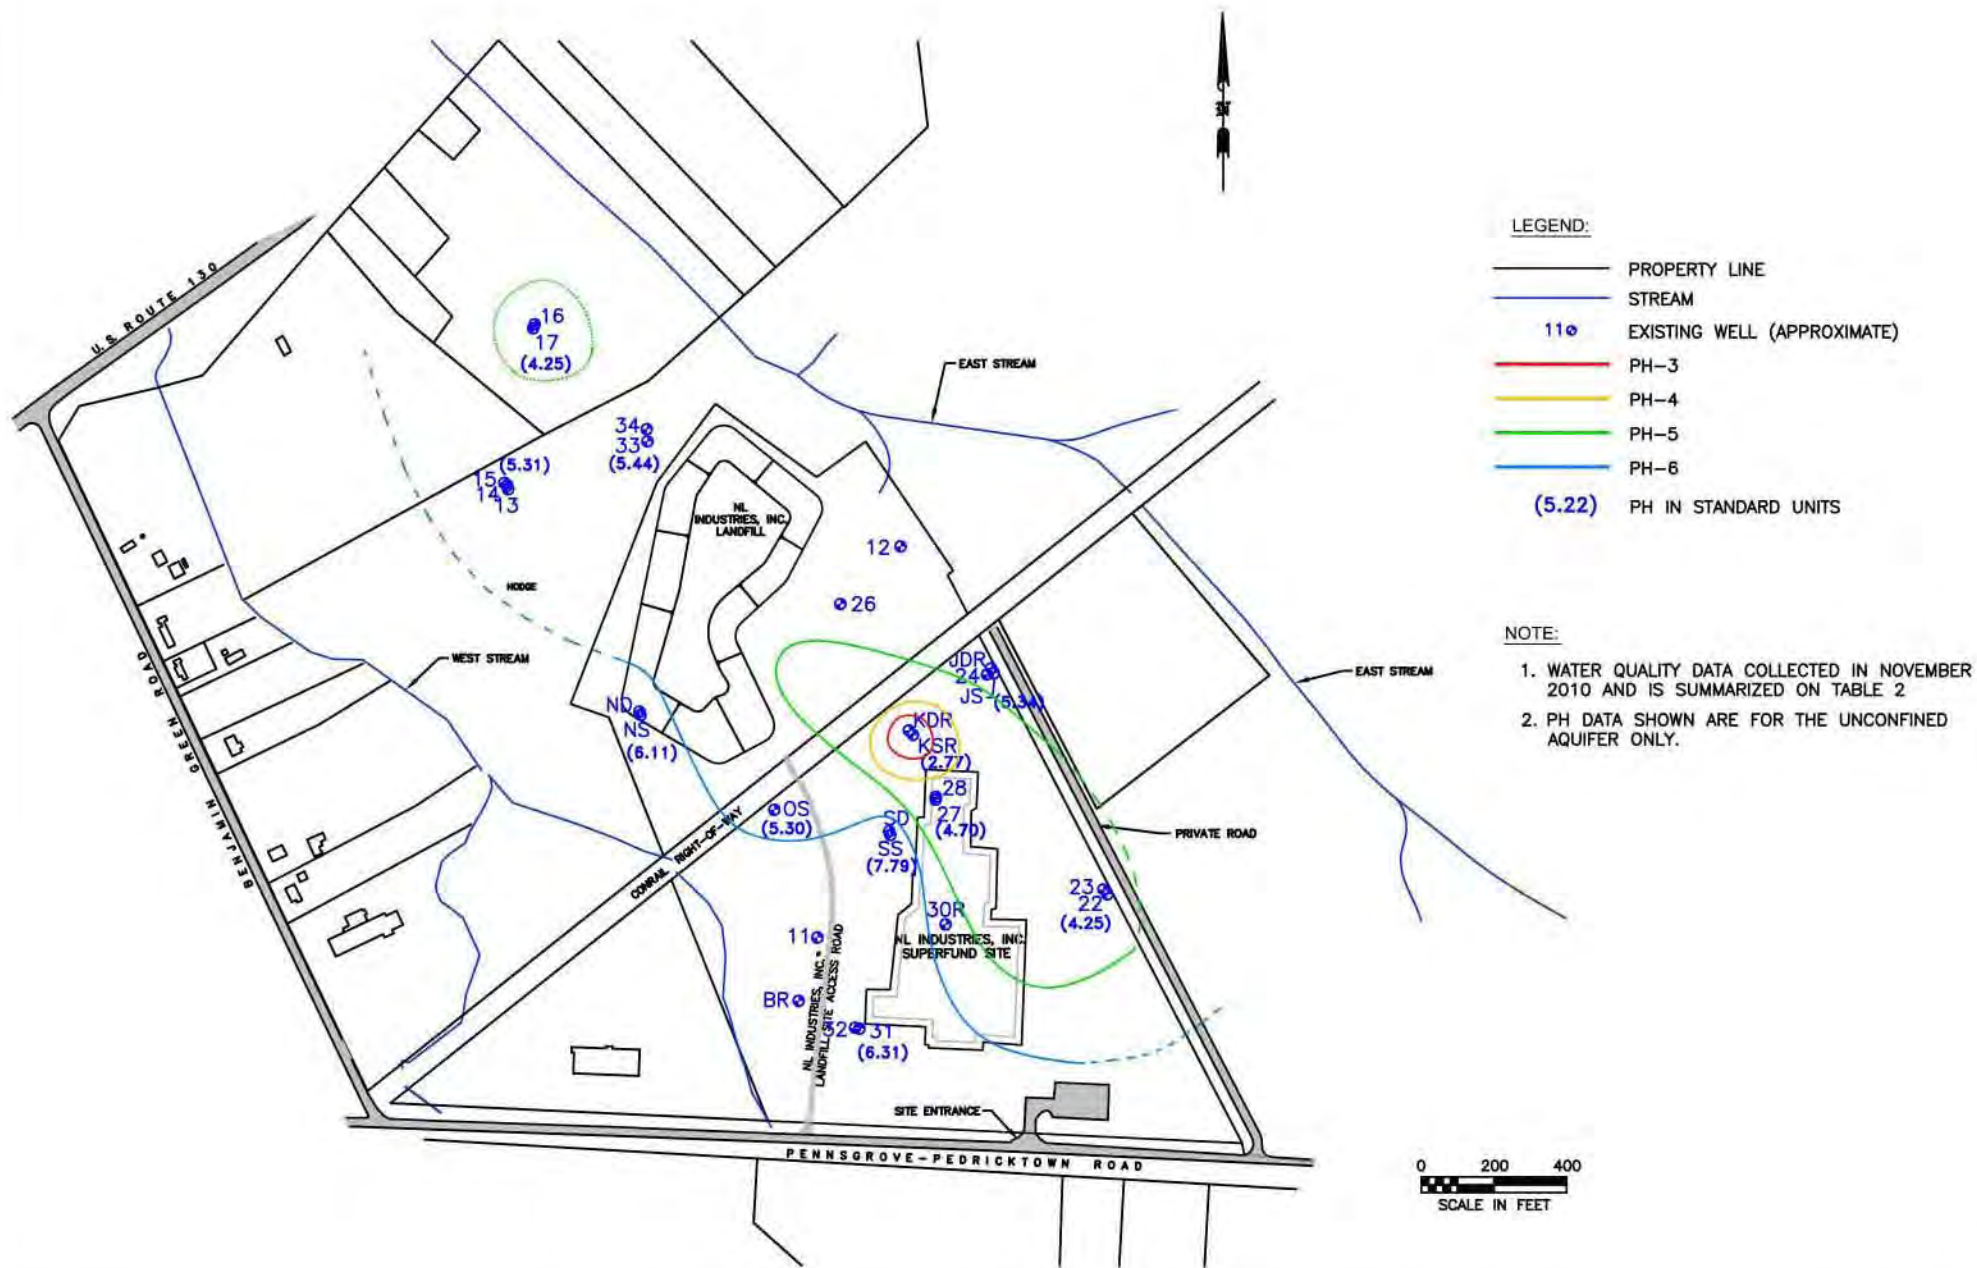 N
U.S. ROUTE 130
16
17
(4.25)
EAST STREAM
34
33
(5.44)
(5.31)
15
14
13
NL
INDUSTRIES, INC.
LANDFILL
12
HODGE
26
WEST STREAM
BENJAMIN GREEN ROAD
JDR
24
JS
(5.34)
EAST STREAM
ND
NS
(6.11)
KDR
KSR
(2.77)
28
27
(4.70)
OS
(5.30)
SD
SS
(7.79)
PRIVATE ROAD
CONRAIL RIGHT-OF-WAY
23
22
(4.25)
30R
NL INDUSTRIES, INC.
SUPERFUND SITE
11
NL INDUSTRIES, INC.
LANDFILL SITE ACCESS ROAD
BR
32
31
(6.31)
SITE ENTRANCE
PENNSGROVE-PEDRICKTOWN ROAD
LEGEND:
PROPERTY LINE
STREAM
11 EXISTING WELL (APPROXIMATE)
PH-3
PH-4
PH-5
PH-6
(5.22) PH IN STANDARD UNITS
NOTE:
1. WATER QUALITY DATA COLLECTED IN NOVEMBER
2010 AND IS SUMMARIZED ON TABLE 2
2. PH DATA SHOWN ARE FOR THE UNCONFINED
AQUIFER ONLY.
0 200 400
SCALE IN FEET